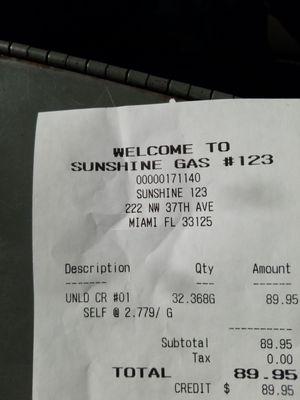 WELCOME TO
SUNSHINE GAS #123
00000171140
SUNSHINE 123
222 NW 37TH AVE
MIAMI FL 33125
Description Qty Amount
------- --- ----------
UNLD CR #01 32.368G 89.95
SELF @ 2.779/ G
----------
Subtotal 89.95
Tax 0.00
TOTAL 89.95
CREDIT $ 89.95